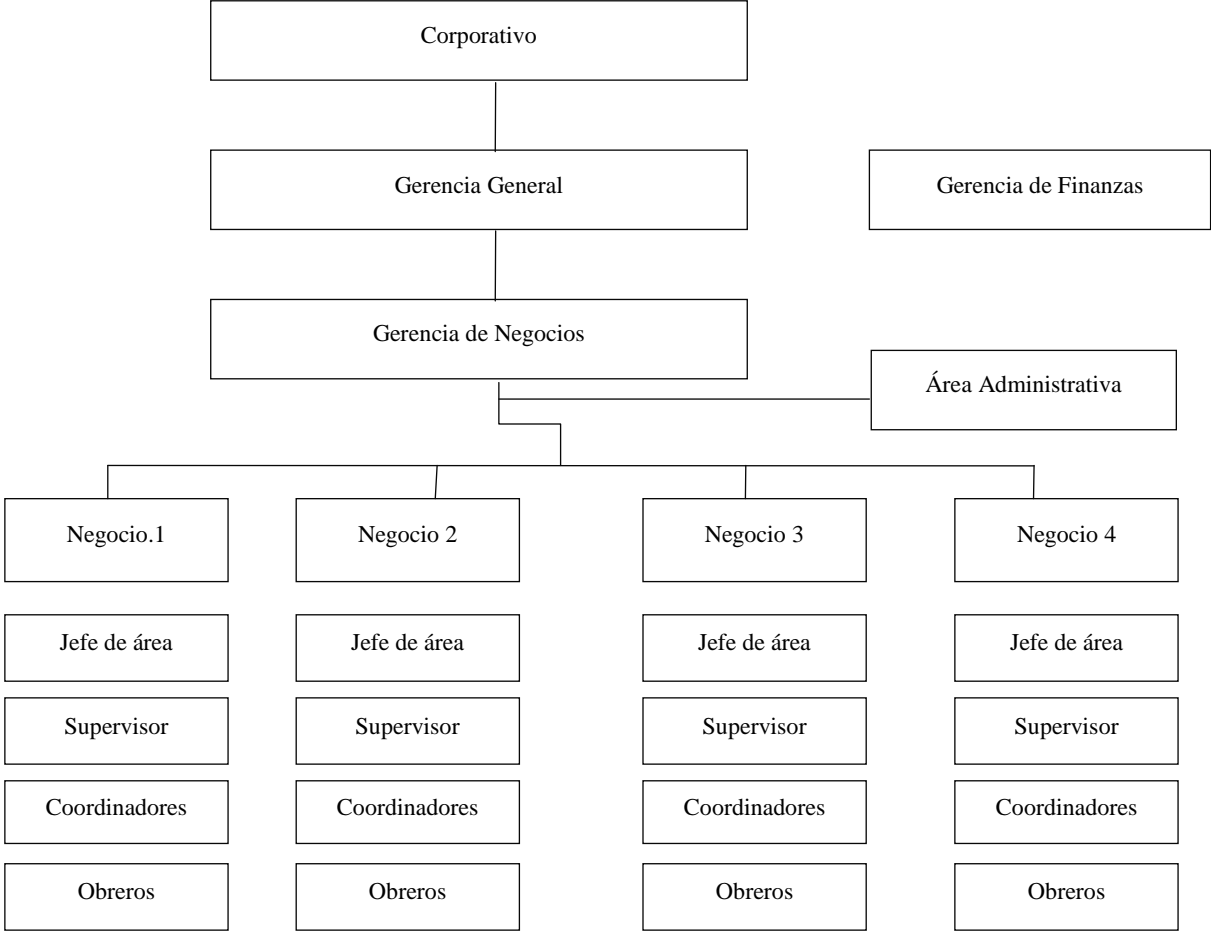 Corporativo
Gerencia General
Gerencia de Finanzas
Gerencia de Negocios
Área Administrativa
Negocio.1
Negocio 2
Negocio 3
Negocio 4
Jefe de área
Jefe de área
Jefe de área
Jefe de área
Supervisor
Supervisor
Supervisor
Supervisor
Coordinadores
Coordinadores
Coordinadores
Coordinadores
Obreros
Obreros
Obreros
Obreros